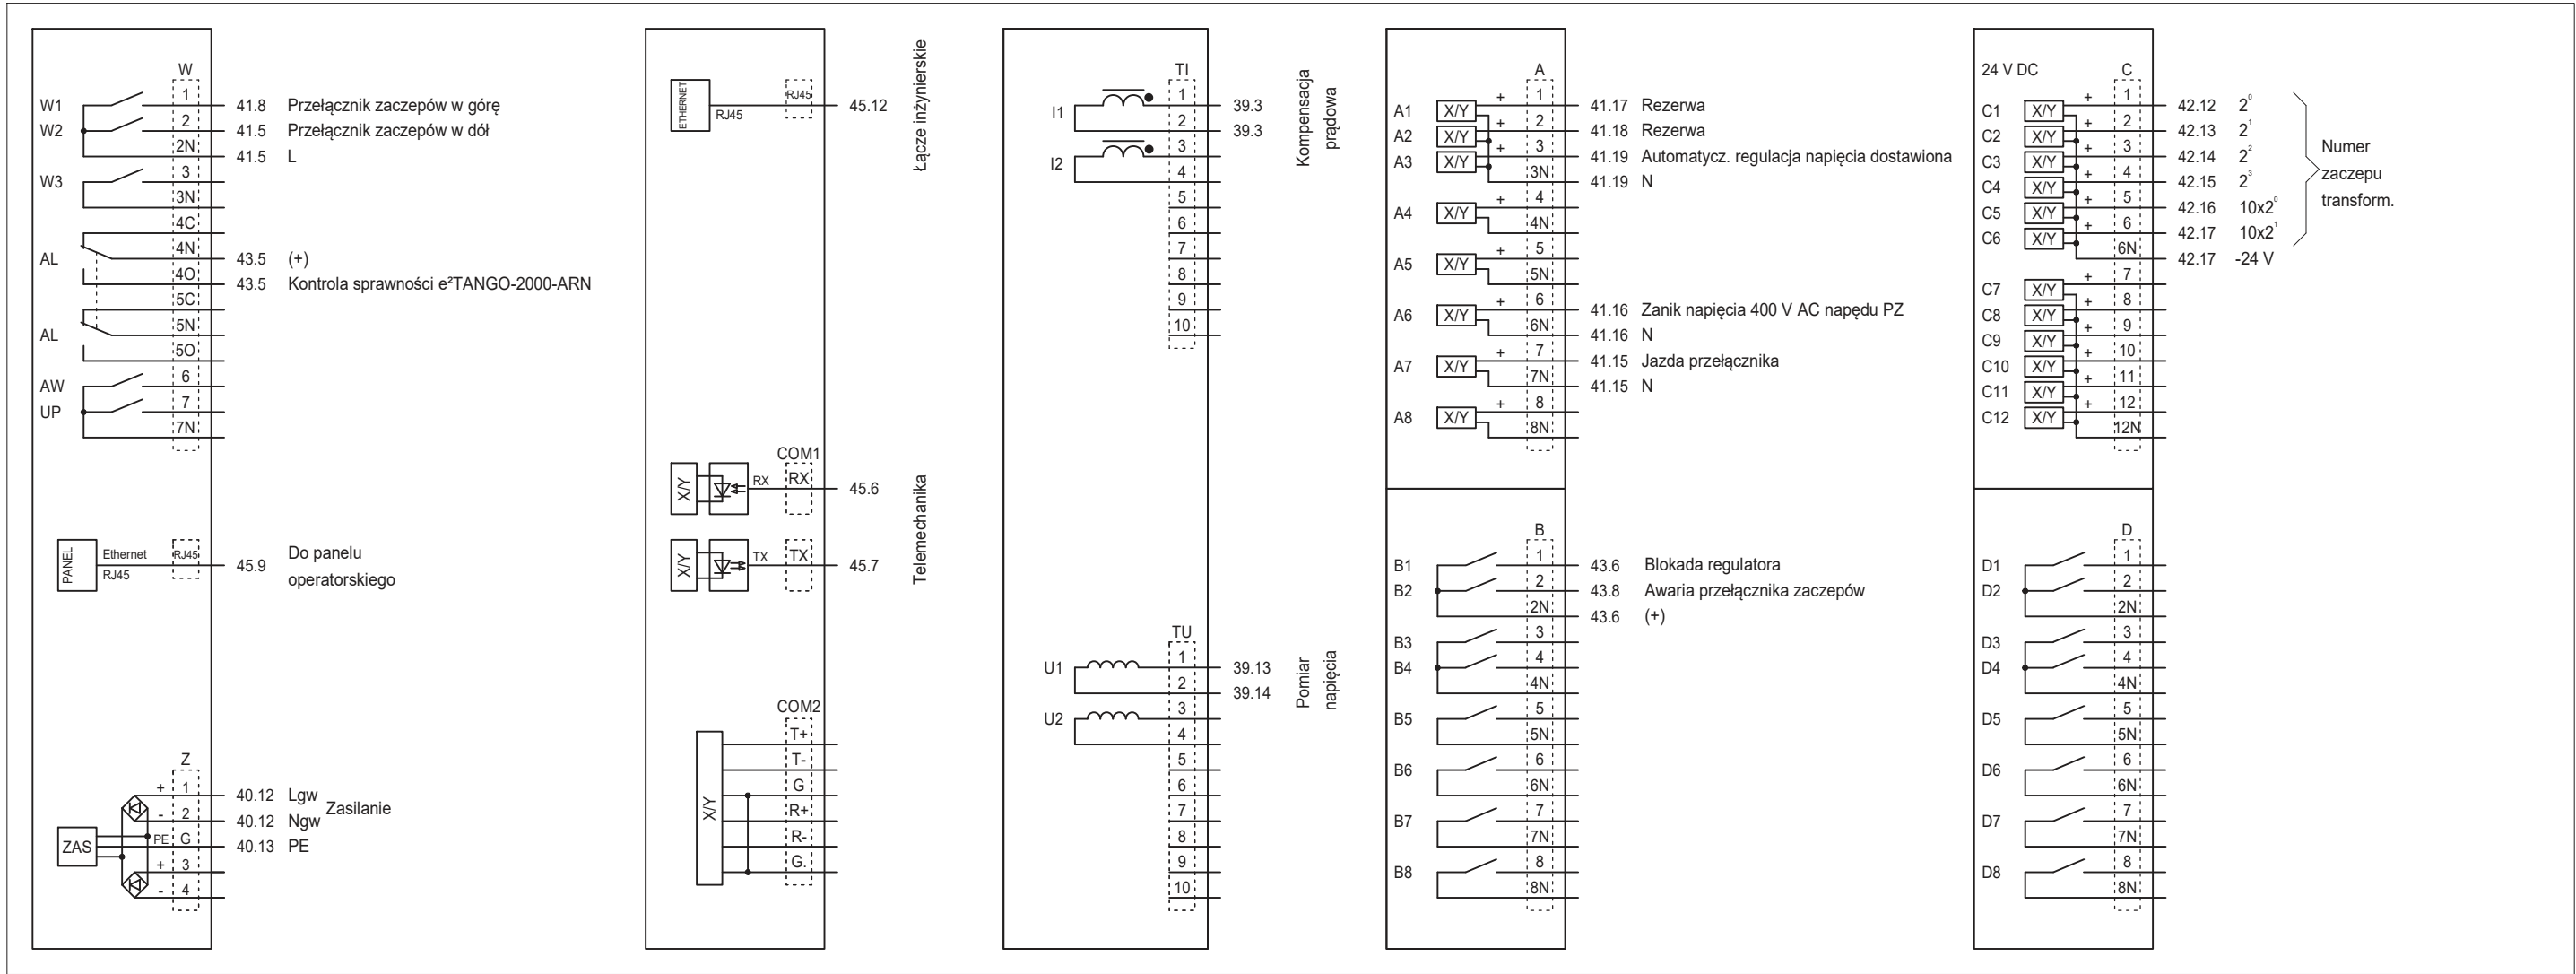 W
W1 1 41.8 Przełącznik zaczepów w górę
W2 2 41.5 Przełącznik zaczepów w dół
2N 41.5 L
W3 3
3N
4C
AL 4N 43.5 (+)
4O 43.5 Kontrola sprawności e²TANGO-2000-ARN
5C
AL 5N
5O
AW 6
UP 7
7N
PANEL Ethernet RJ45 RJ45 45.9 Do panelu
operatorskiego
Z
+ 1 40.12 Lgw
- 2 40.12 Ngw
Zasilanie
ZAS PE G 40.13 PE
+ 3
- 4
ETHERNET RJ45 RJ45 45.12
Łącze inżynierskie
COM1
X/Y RX RX 45.6
X/Y TX TX 45.7
Telemechanika
COM2
X/Y
T+
T-
G
R+
R-
G.
TI
I1 1 39.3
2 39.3
I2 3
4
5
6
7
8
9
10
Kompensacja
prądowa
TU
U1 1 39.13
2 39.14
U2 3
4
5
6
7
8
9
10
Pomiar
napięcia
A
A1 X/Y + 1 41.17 Rezerwa
A2 X/Y + 2 41.18 Rezerwa
A3 X/Y + 3 41.19 Automatycz. regulacja napięcia dostawiona
3N 41.19 N
A4 X/Y + 4
4N
A5 X/Y + 5
5N
A6 X/Y + 6 41.16 Zanik napięcia 400 V AC napędu PZ
6N 41.16 N
A7 X/Y + 7 41.15 Jazda przełącznika
7N 41.15 N
A8 X/Y + 8
8N
B
B1 1 43.6 Blokada regulatora
B2 2 43.8 Awaria przełącznika zaczepów
2N 43.6 (+)
B3 3
B4 4
4N
B5 5
5N
B6 6
6N
B7 7
7N
B8 8
8N
24 V DC C
C1 X/Y + 1 42.12 2⁰
C2 X/Y + 2 42.13 2¹
C3 X/Y + 3 42.14 2²
C4 X/Y + 4 42.15 2³
C5 X/Y + 5 42.16 10x2⁰
C6 X/Y + 6 42.17 10x2¹
6N 42.17 -24 V
Numer
zaczepu
transform.
C7 X/Y + 7
C8 X/Y + 8
C9 X/Y + 9
C10 X/Y + 10
C11 X/Y + 11
C12 X/Y + 12
12N
D
D1 1
D2 2
2N
D3 3
D4 4
4N
D5 5
5N
D6 6
6N
D7 7
7N
D8 8
8N